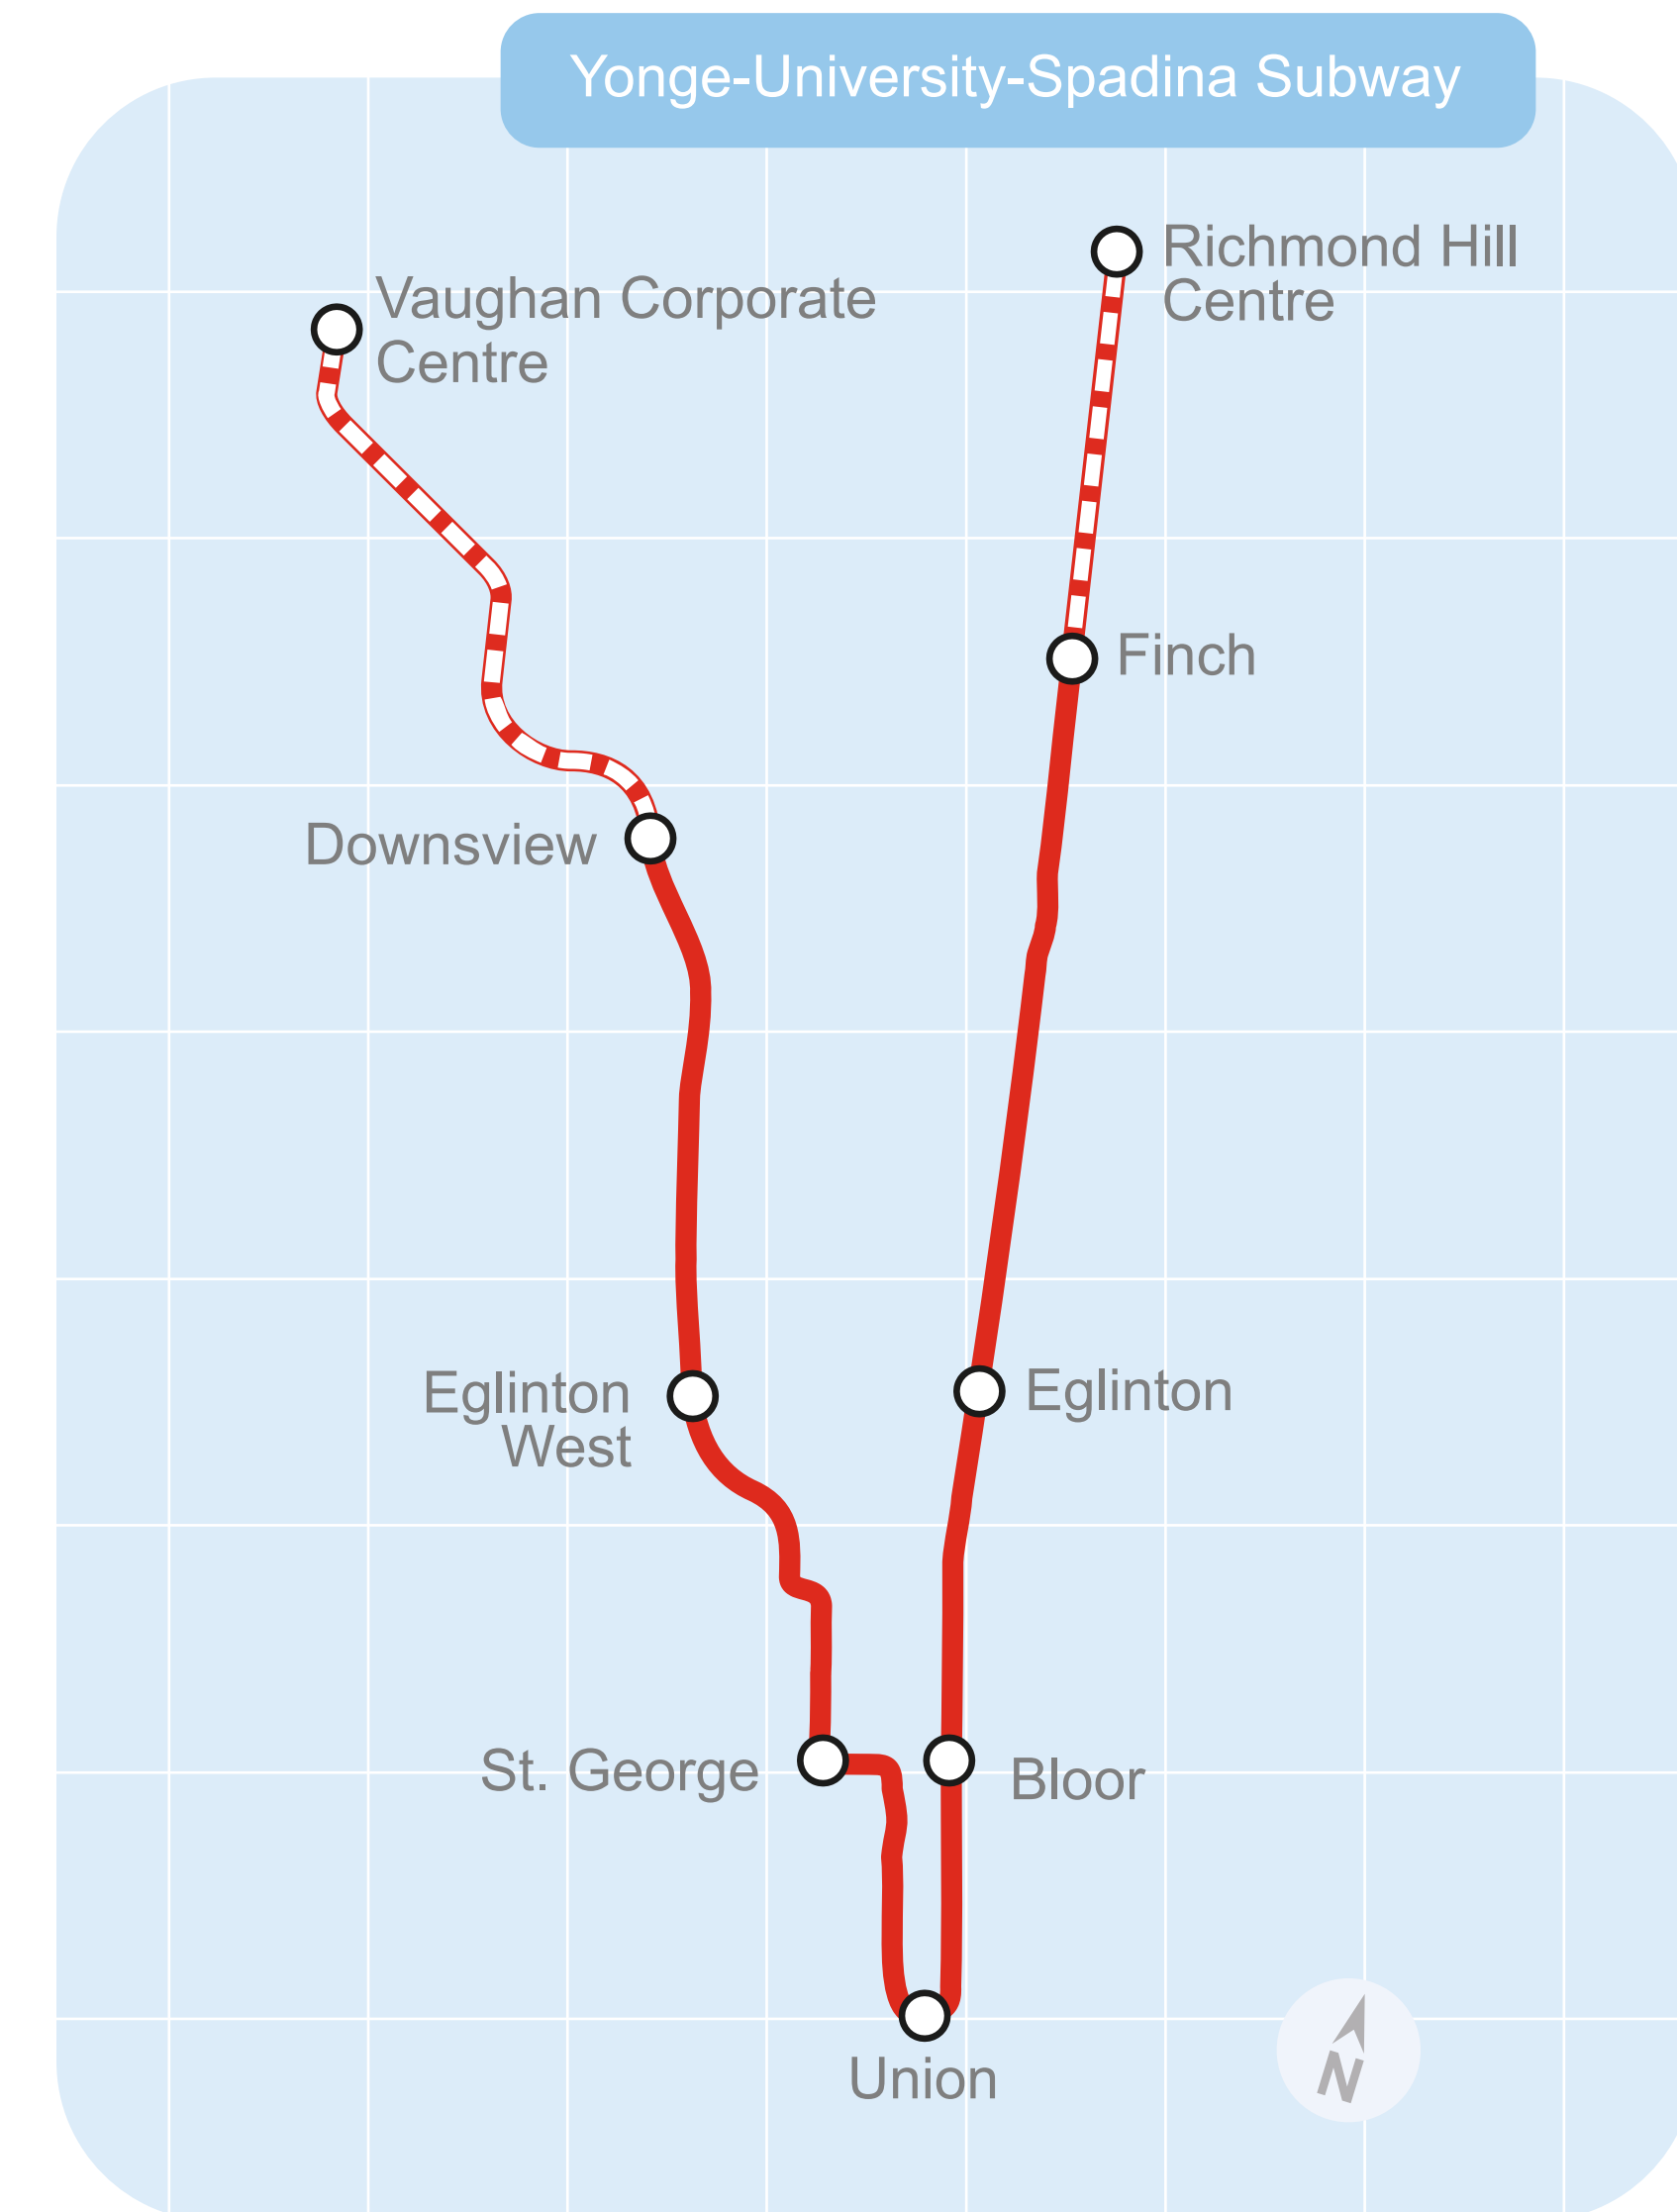 Yonge-University-Spadina Subway
Richmond Hill
Centre
Vaughan Corporate
Centre
Finch
Downsview
Eglinton
West
Eglinton
St. George
Bloor
Union
N